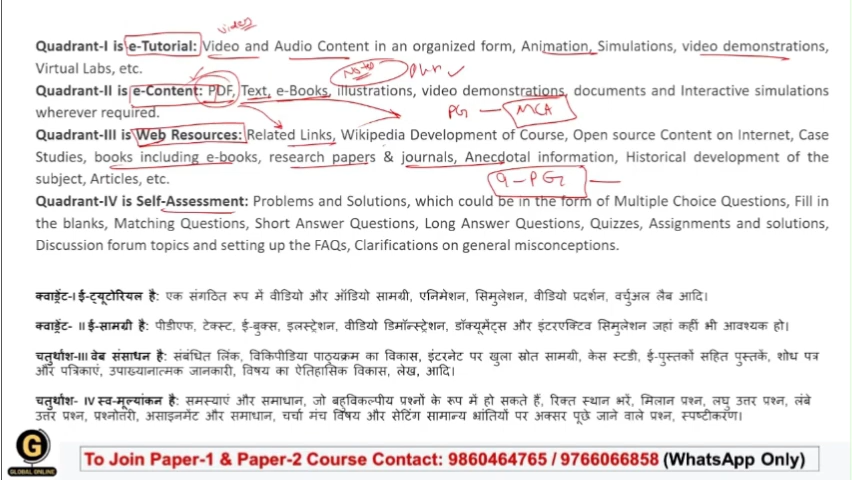 video
Quadrant-I is e-Tutorial: Video and Audio Content in an organized form, Animation, Simulations, video demonstrations,
Virtual Labs, etc.
Notes
Quadrant-II is e-Content: PDF, Text, e-Books, illustrations, video demonstrations, documents and Interactive simulations
wherever required.
PG — MCA
Quadrant-III is Web Resources: Related Links, Wikipedia Development of Course, Open source Content on Internet, Case
Studies, books including e-books, research papers & journals, Anecdotal information, Historical development of the
subject, Articles, etc.
9-PG
Quadrant-IV is Self-Assessment: Problems and Solutions, which could be in the form of Multiple Choice Questions, Fill in
the blanks, Matching Questions, Short Answer Questions, Long Answer Questions, Quizzes, Assignments and solutions,
Discussion forum topics and setting up the FAQs, Clarifications on general misconceptions.
क्वाड्रेंट-I ई-ट्यूटोरियल है: एक संगठित रूप में वीडियो और ऑडियो सामग्री, एनिमेशन, सिमुलेशन, वीडियो प्रदर्शन, वर्चुअल लैब आदि।
क्वाड्रेंट- II ई-सामग्री है: पीडीएफ, टेक्स्ट, ई-बुक्स, इलस्ट्रेशन, वीडियो डिमॉन्स्ट्रेशन, डॉक्यूमेंट्स और इंटरएक्टिव सिमुलेशन जहां कहीं भी आवश्यक हो।
चतुर्थांश-III वेब संसाधन है: संबंधित लिंक, विकिपीडिया पाठ्यक्रम का विकास, इंटरनेट पर खुला स्रोत सामग्री, केस स्टडी, ई-पुस्तकों सहित पुस्तकें, शोध पत्र
और पत्रिकाएं, उपाख्यानात्मक जानकारी, विषय का ऐतिहासिक विकास, लेख, आदि।
चतुर्थांश- IV स्व-मूल्यांकन है: समस्याएं और समाधान, जो बहुविकल्पीय प्रश्नों के रूप में हो सकते हैं, रिक्त स्थान भरें, मिलान प्रश्न, लघु उत्तर प्रश्न, लंबे
उत्तर प्रश्न, प्रश्नोत्तरी, असाइनमेंट और समाधान, चर्चा मंच विषय और सेटिंग सामान्य भ्रांतियों पर अक्सर पूछे जाने वाले प्रश्न, स्पष्टीकरण।
G
GLOBAL ONLINE
To Join Paper-1 & Paper-2 Course Contact: 9860464765 / 9766066858 (WhatsApp Only)